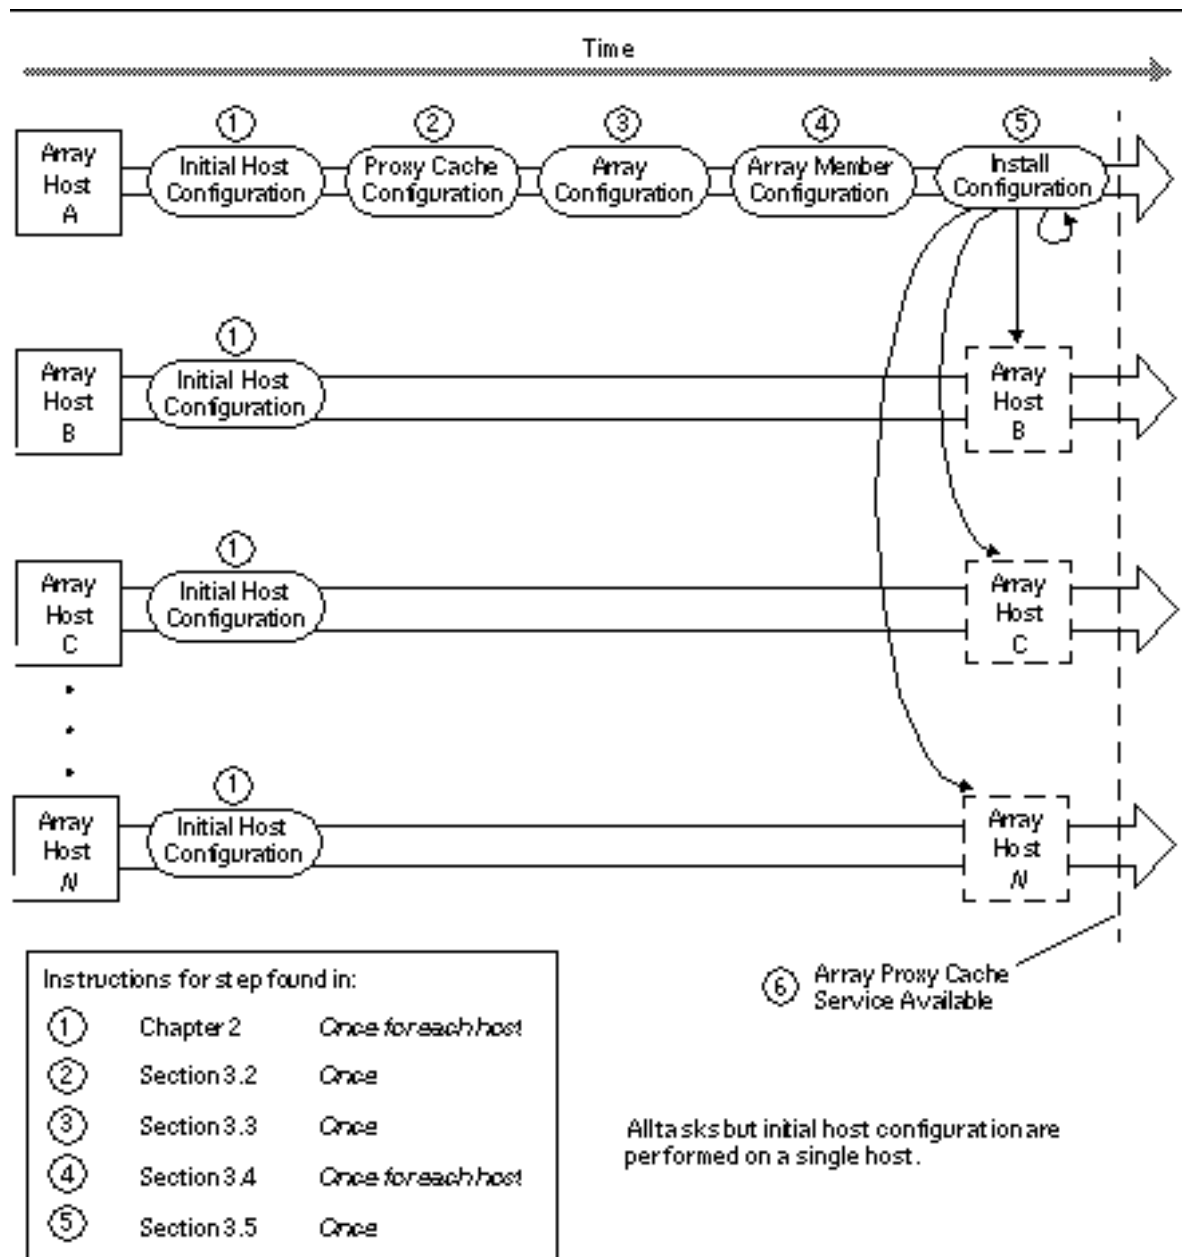 Time
1 2 3 4 5
Array
Host
A
Initial Host
Configuration
Proxy Cache
Configuration
Array
Configuration
Array Member
Configuration
Install
Configuration
1
Array
Host
B
Initial Host
Configuration
Array
Host
B
1
Array
Host
C
Initial Host
Configuration
Array
Host
C
1
Array
Host
N
Initial Host
Configuration
Array
Host
N
6 Array Proxy Cache
Service Available
Instructions for step found in:
1 Chapter 2 Once for each host
2 Section 3.2 Once
3 Section 3.3 Once
4 Section 3.4 Once for each host
5 Section 3.5 Once
All tasks but initial host configuration are
performed on a single host.